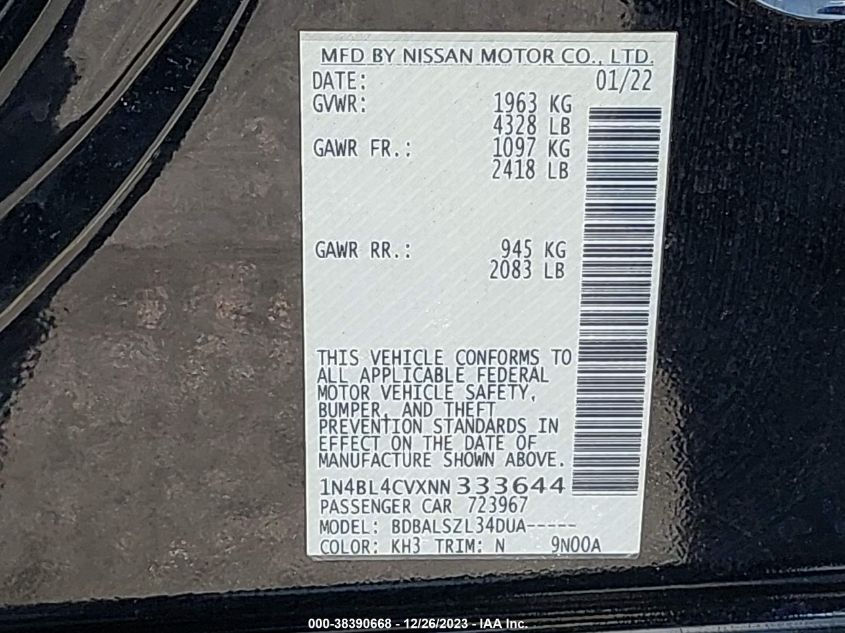 MFD BY NISSAN MOTOR CO., LTD.
DATE: 01/22
GVWR: 1963 KG
4328 LB
GAWR FR.: 1097 KG
2418 LB
GAWR RR.: 945 KG
2083 LB
THIS VEHICLE CONFORMS TO
ALL APPLICABLE FEDERAL
MOTOR VEHICLE SAFETY,
BUMPER, AND THEFT
PREVENTION STANDARDS IN
EFFECT ON THE DATE OF
MANUFACTURE SHOWN ABOVE.
1N4BL4CVXNN 333644
PASSENGER CAR 723967
MODEL: BDBALSZL34DUA-----
COLOR: KH3 TRIM: N 9N00A
000-38390668 - 12/26/2023 - IAA Inc.